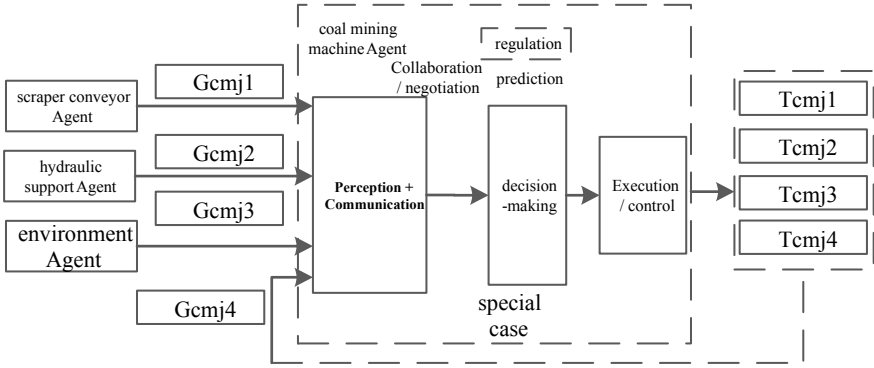 coal mining
machine Agent
regulation
Collaboration
/ negotiation
prediction
Gcmj1
scraper conveyor
Agent
Gcmj2
hydraulic
support Agent
Gcmj3
environment
Agent
Gcmj4
Perception +
Communication
decision
-making
Execution
/ control
special
case
Tcmj1
Tcmj2
Tcmj3
Tcmj4